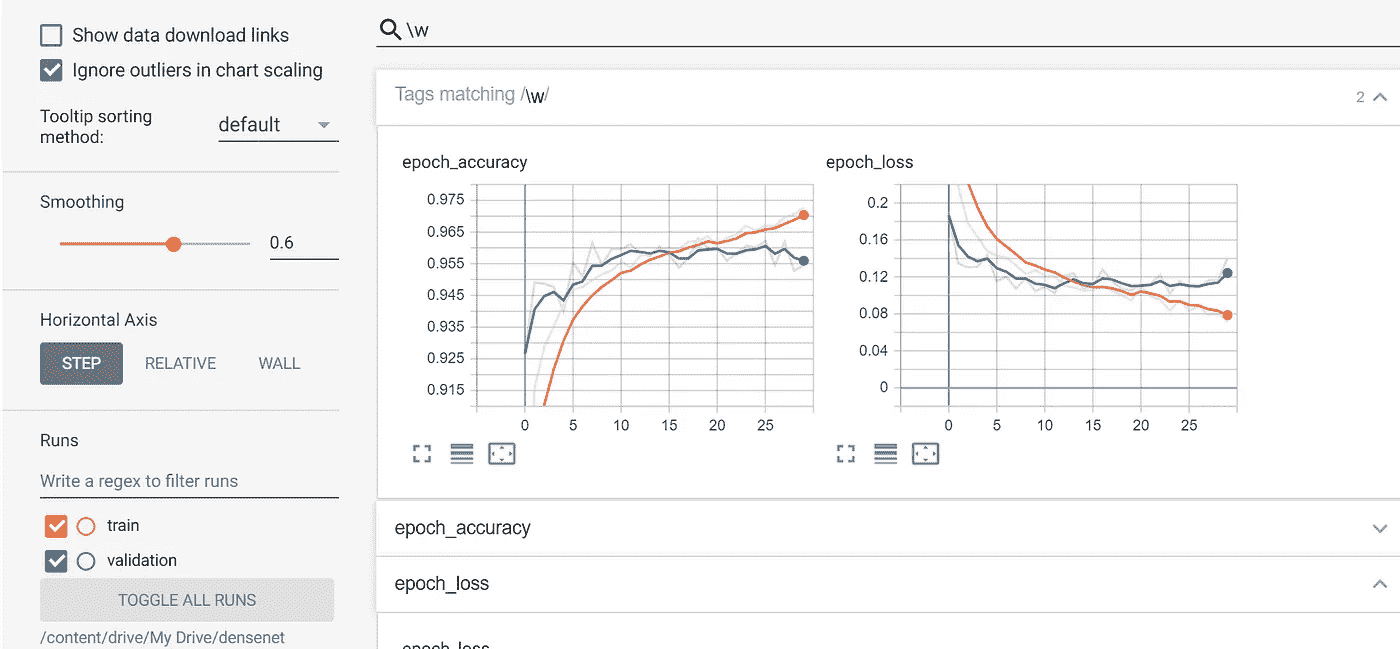 Show data download links
Ignore outliers in chart scaling
Tooltip sorting
method:
default
Smoothing
0.6
Horizontal Axis
STEP RELATIVE WALL
Runs
Write a regex to filter runs
train
validation
TOGGLE ALL RUNS
/content/drive/My Drive/densenet
\w
Tags matching /\w/
2
epoch_accuracy
0.975
0.965
0.955
0.945
0.935
0.925
0.915
0 5 10 15 20 25
epoch_loss
0.2
0.16
0.12
0.08
0.04
0
0 5 10 15 20 25
epoch_accuracy
epoch_loss
epoch_loss